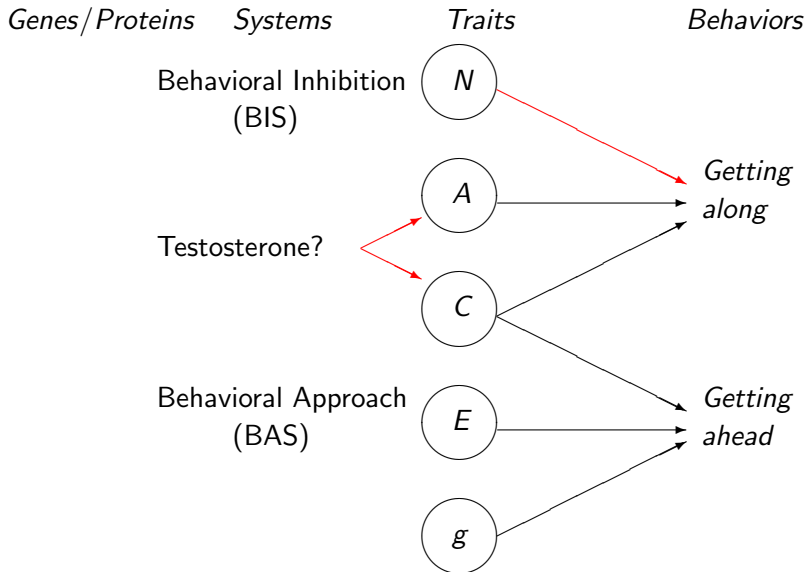 Genes/Proteins Systems Traits Behaviors
Behavioral Inhibition
(BIS)
N
Getting
along
A
Testosterone?
C
Behavioral Approach
(BAS)
E
Getting
ahead
g